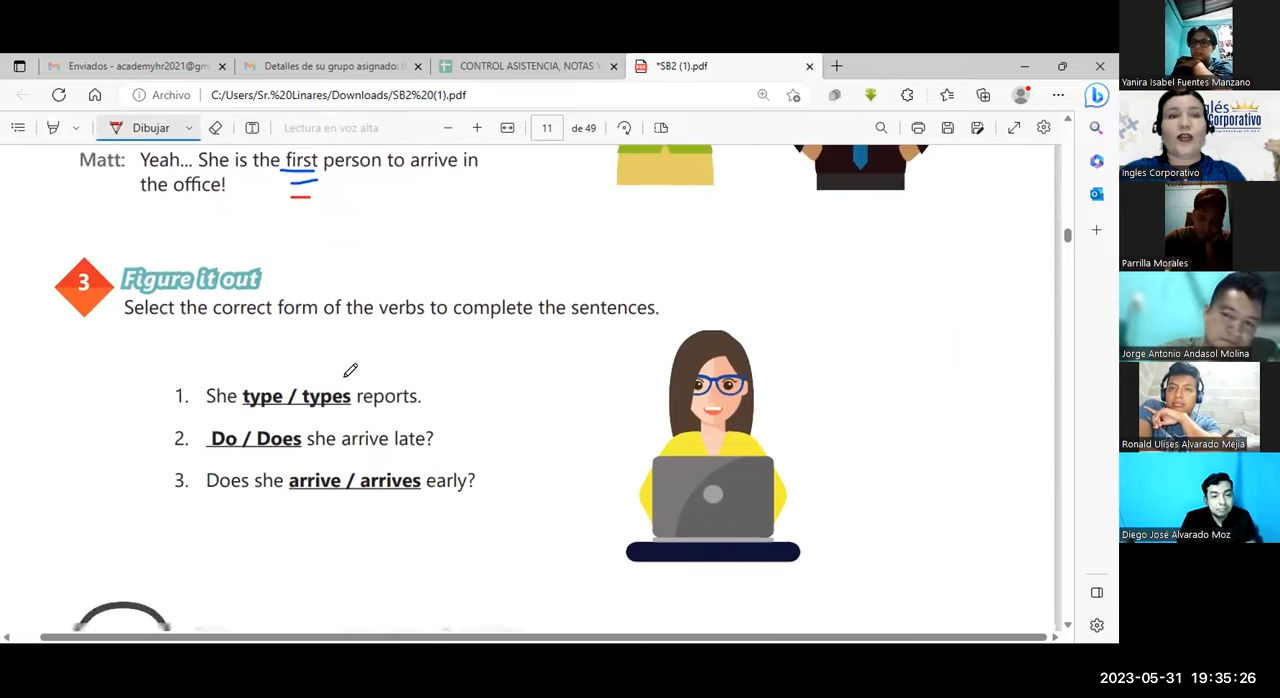 Enviados - academyhr2021@gm
Detalles de su grupo asignado: I
CONTROL ASISTENCIA, NOTAS
*SB2 (1).pdf
Archivo
C:/Users/Sr.%20Linares/Downloads/SB2%20(1).pdf
Dibujar
Lectura en voz alta
11 de 49
Matt: Yeah... She is the first person to arrive in
the office!
3 Figure it out
Select the correct form of the verbs to complete the sentences.
1. She type / types reports.
2. Do / Does she arrive late?
3. Does she arrive / arrives early?
Yanira Isabel Fuentes Manzano
glés
Corporativo
Ingles Corporativo
Parrilla Morales
Jorge Antonio Andasol Molina
Ronald Ulises Alvarado Mejia
Diego José Alvarado Moz
2023-05-31 19:35:26